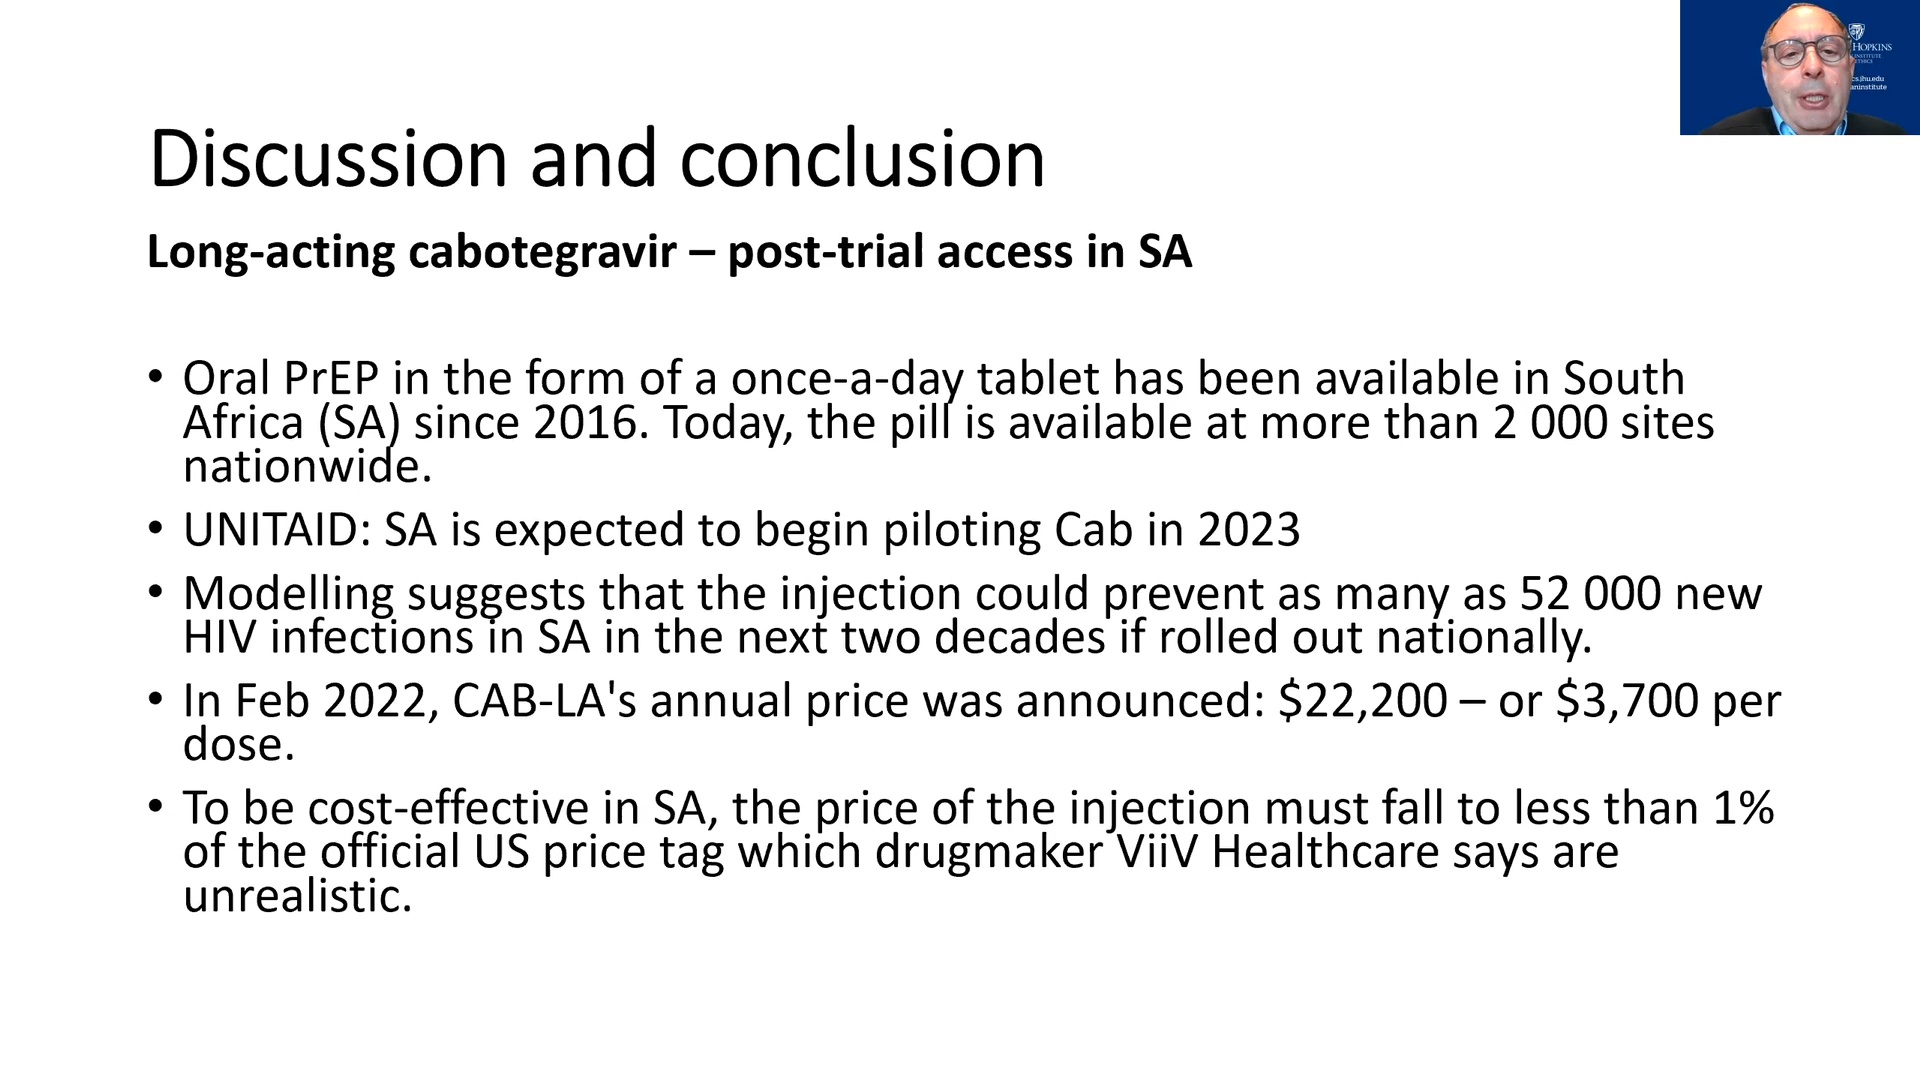 HOPKINS
INSTITUTE
cs.jhu.edu
aninstitute
Discussion and conclusion
Long-acting cabotegravir – post-trial access in SA
• Oral PrEP in the form of a once-a-day tablet has been available in South
Africa (SA) since 2016. Today, the pill is available at more than 2 000 sites
nationwide.
• UNITAID: SA is expected to begin piloting Cab in 2023
• Modelling suggests that the injection could prevent as many as 52 000 new
HIV infections in SA in the next two decades if rolled out nationally.
• In Feb 2022, CAB-LA's annual price was announced: $22,200 – or $3,700 per
dose.
• To be cost-effective in SA, the price of the injection must fall to less than 1%
of the official US price tag which drugmaker ViiV Healthcare says are
unrealistic.